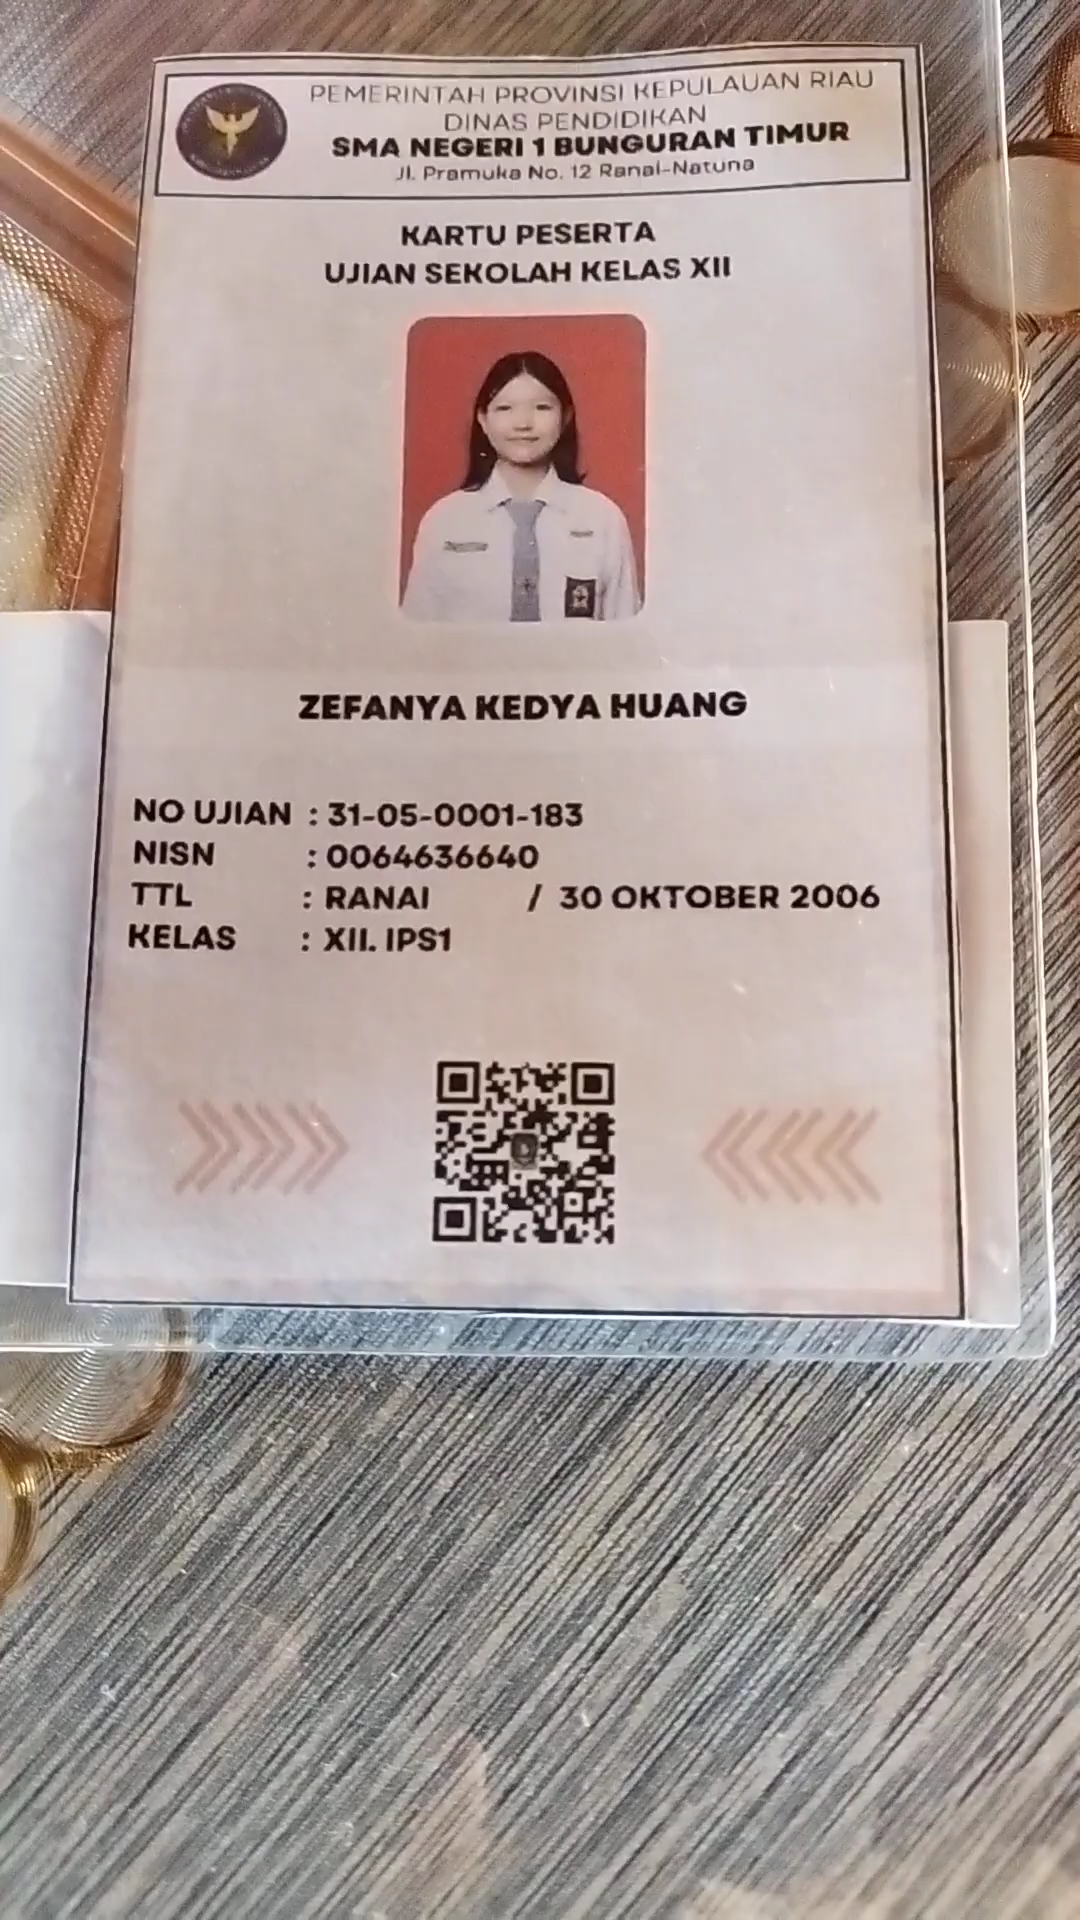 PEMERINTAH PROVINSI KEPULAUAN RIAU
DINAS PENDIDIKAN
SMA NEGERI 1 BUNGURAN TIMUR
Jl. Pramuka No. 12 Ranai-Natuna
KARTU PESERTA
UJIAN SEKOLAH KELAS XII
ZEFANYA KEDYA HUANG
NO UJIAN : 31-05-0001-183
NISN : 0064636640
TTL : RANAI / 30 OKTOBER 2006
KELAS : XII. IPS1